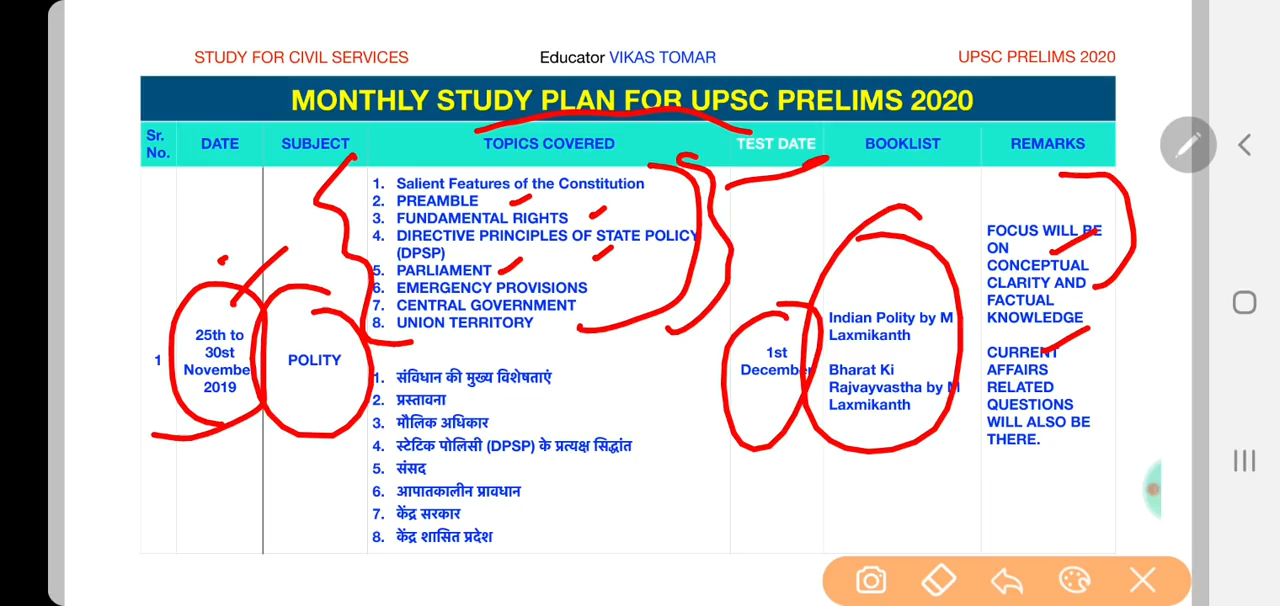 STUDY FOR CIVIL SERVICES
Educator VIKAS TOMAR
UPSC PRELIMS 2020
MONTHLY STUDY PLAN FOR UPSC PRELIMS 2020
Sr. No.
DATE
SUBJECT
TOPICS COVERED
TEST DATE
BOOKLIST
REMARKS
1
25th to
30st
November
2019
POLITY
1. Salient Features of the Constitution
2. PREAMBLE
3. FUNDAMENTAL RIGHTS
4. DIRECTIVE PRINCIPLES OF STATE POLICY
(DPSP)
5. PARLIAMENT
6. EMERGENCY PROVISIONS
7. CENTRAL GOVERNMENT
8. UNION TERRITORY
1. संविधान की मुख्य विशेषताएं
2. प्रस्तावना
3. मौलिक अधिकार
4. स्टेटिक पोलिसी (DPSP) के प्रत्यक्ष सिद्धांत
5. संसद
6. आपातकालीन प्रावधान
7. केंद्र सरकार
8. केंद्र शासित प्रदेश
1st
December
Indian Polity by M
Laxmikanth
Bharat Ki
Rajvayvastha by M
Laxmikanth
FOCUS WILL BE
ON
CONCEPTUAL
CLARITY AND
FACTUAL
KNOWLEDGE
CURRENT
AFFAIRS
RELATED
QUESTIONS
WILL ALSO BE
THERE.